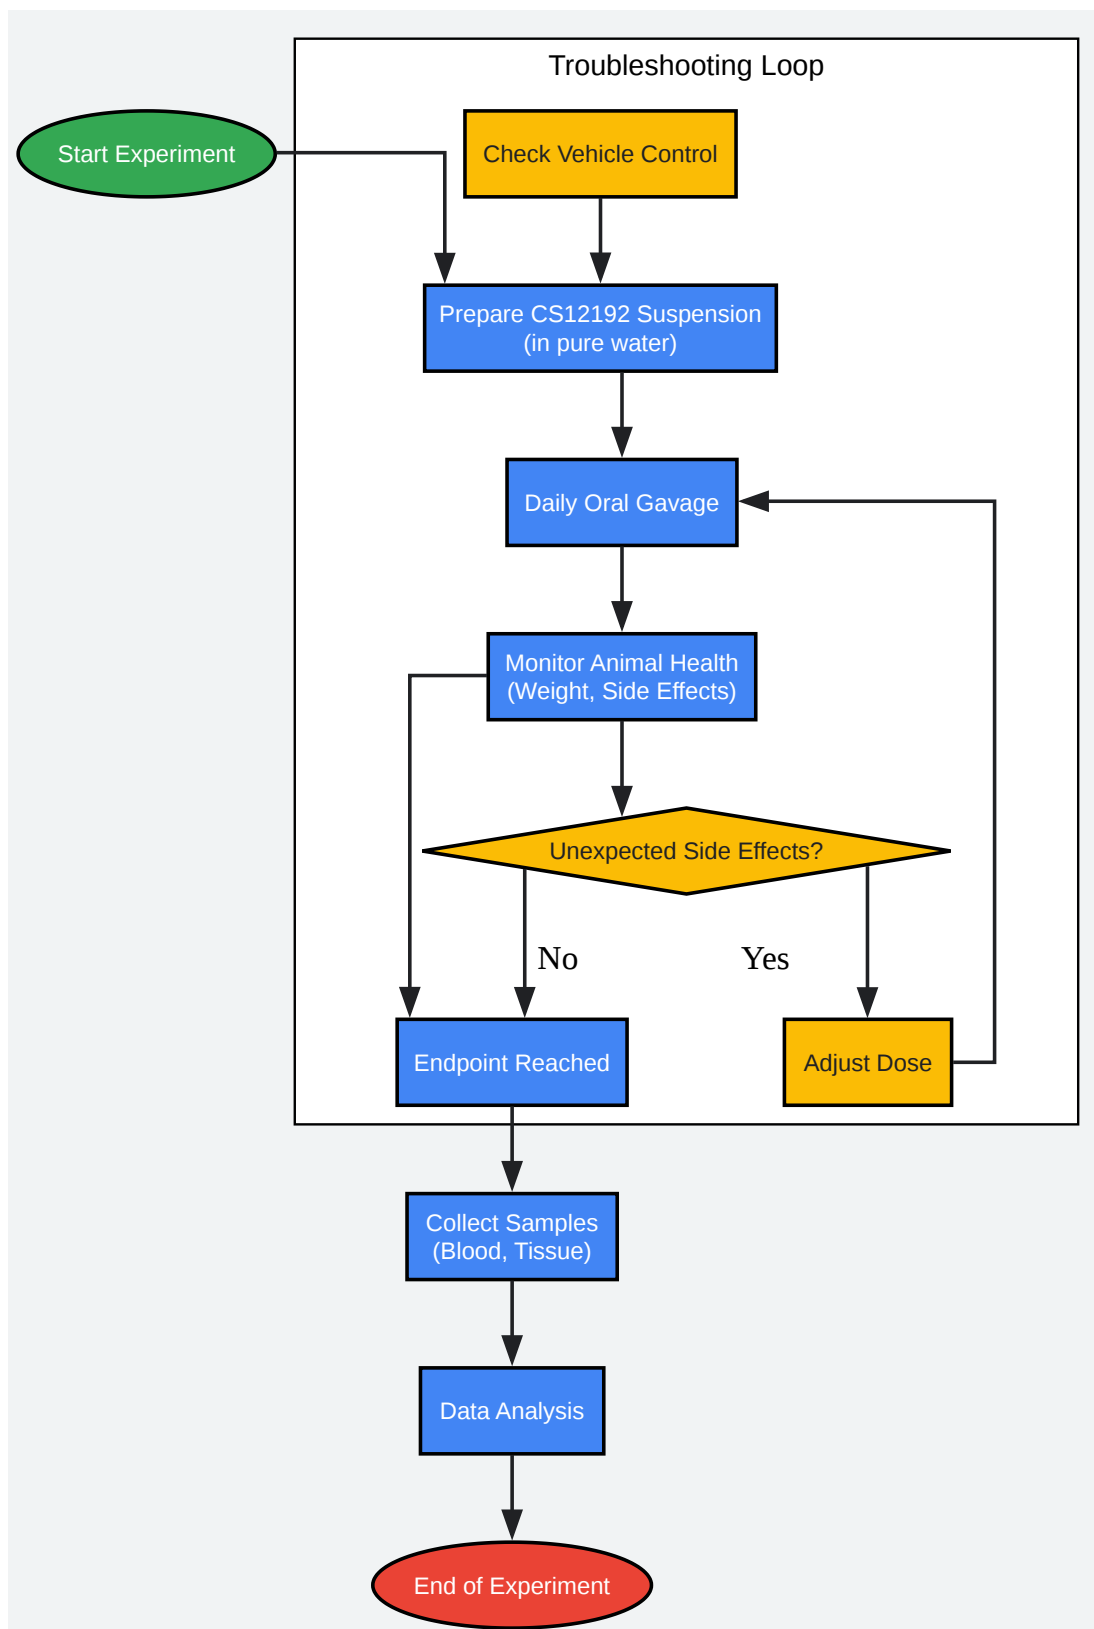 Troubleshooting Loop
Start Experiment
Check Vehicle Control
Prepare CS12192 Suspension
(in pure water)
Daily Oral Gavage
Monitor Animal Health
(Weight, Side Effects)
Unexpected Side Effects?
No
Yes
Endpoint Reached
Adjust Dose
Collect Samples
(Blood, Tissue)
Data Analysis
End of Experiment